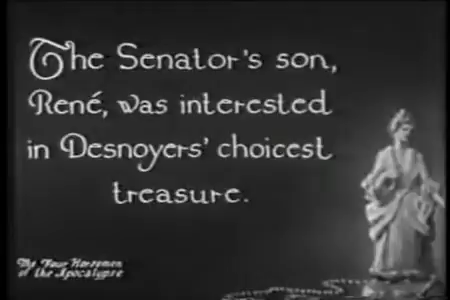 The Senator's son,
René, was interested
in Desnoyers' choicest
treasure.
The Four Horsemen
of the Apocalypse